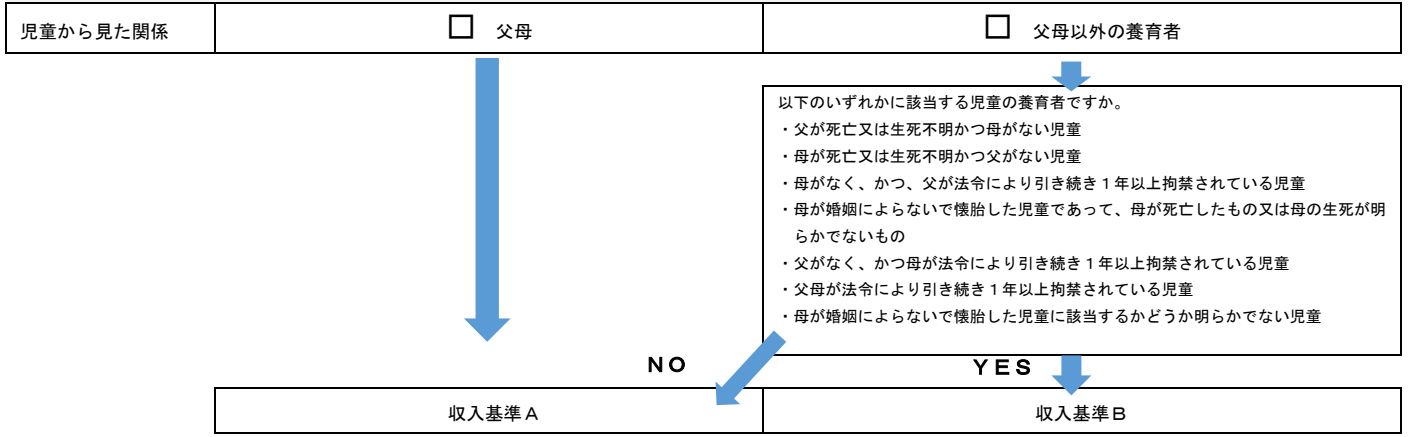 児童から見た関係
□ 父母
□ 父母以外の養育者
以下のいずれかに該当する児童の養育者ですか。
・父が死亡又は生死不明かつ母がない児童
・母が死亡又は生死不明かつ父がない児童
・母がなく、かつ、父が法令により引き続き１年以上拘禁されている児童
・母が婚姻によらないで懐胎した児童であって、母が死亡したもの又は母の生死が明
らかでないもの
・父がなく、かつ母が法令により引き続き１年以上拘禁されている児童
・父母が法令により引き続き１年以上拘禁されている児童
・母が婚姻によらないで懐胎した児童に該当するかどうか明らかでない児童
ＮＯ
ＹＥＳ
収入基準Ａ
収入基準Ｂ